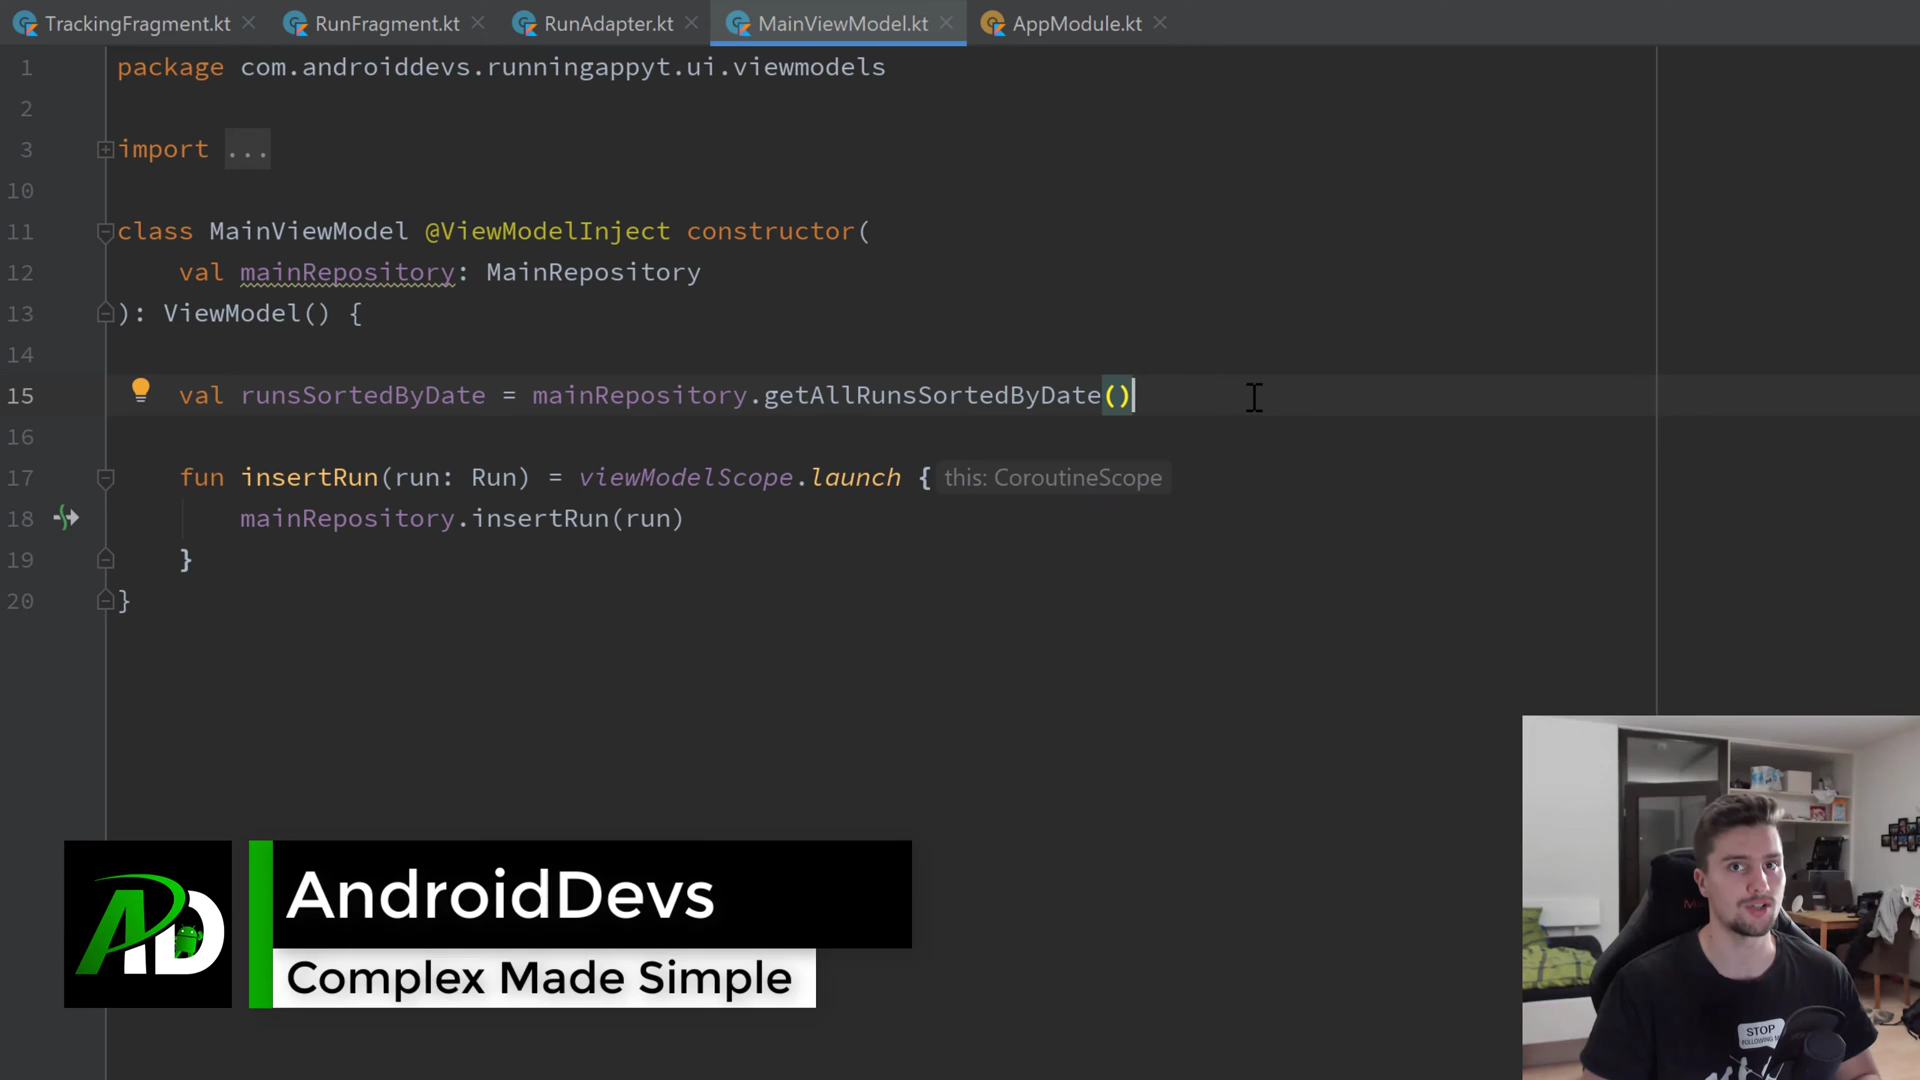 TrackingFragment.kt RunFragment.kt RunAdapter.kt MainViewModel.kt AppModule.kt
1 package com.androiddevs.runningappyt.ui.viewmodels
2
3 import ...
10
11 class MainViewModel @ViewModelInject constructor(
12 val mainRepository: MainRepository
13 ): ViewModel() {
14
15 val runsSortedByDate = mainRepository.getAllRunsSortedByDate()
16
17 fun insertRun(run: Run) = viewModelScope.launch { this: CoroutineScope
18 mainRepository.insertRun(run)
19 }
20 }
AD
AndroidDevs
Complex Made Simple
STOP